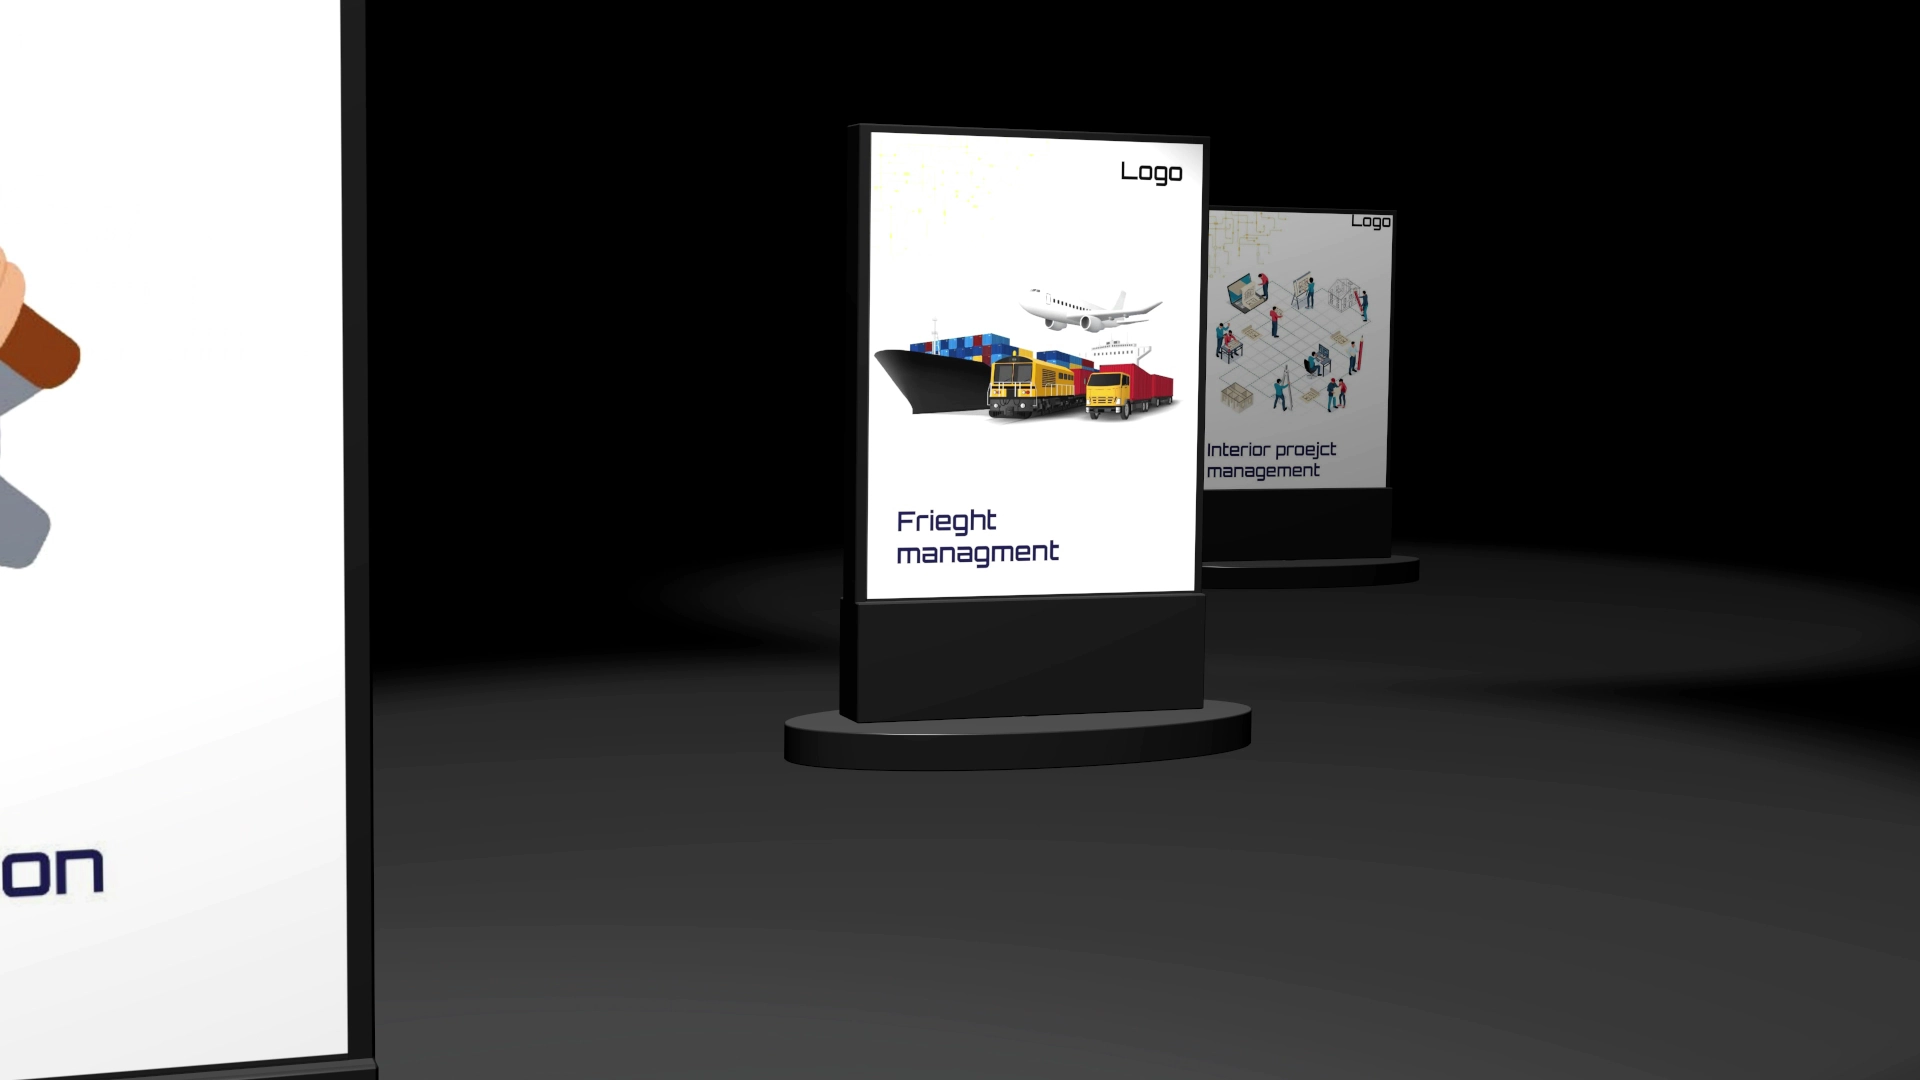 on
Logo
Frieght
managment
Logo
Interior proejct
management